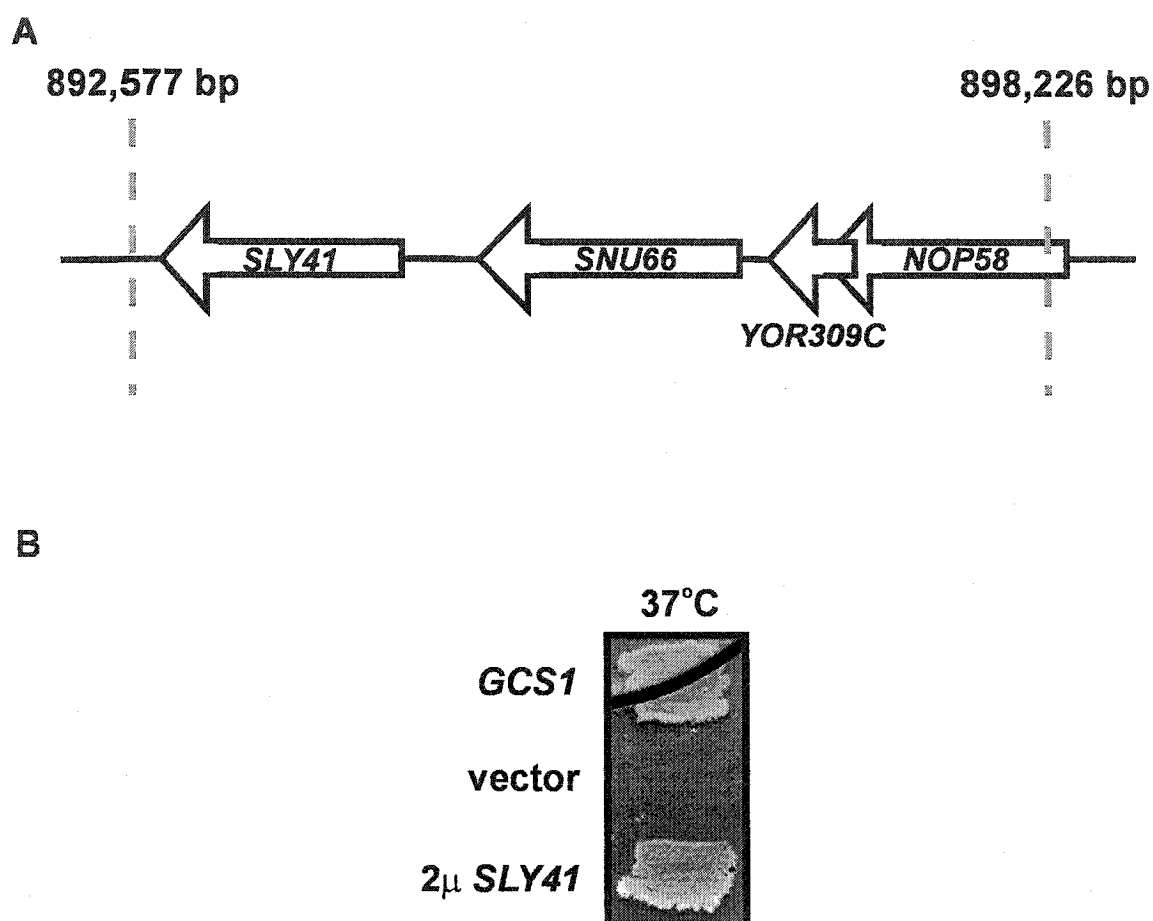 A
892,577 bp
898,226 bp
SLY41
SNU66
NOP58
YOR309C
B
37°C
GCS1
vector
2μ SLY41